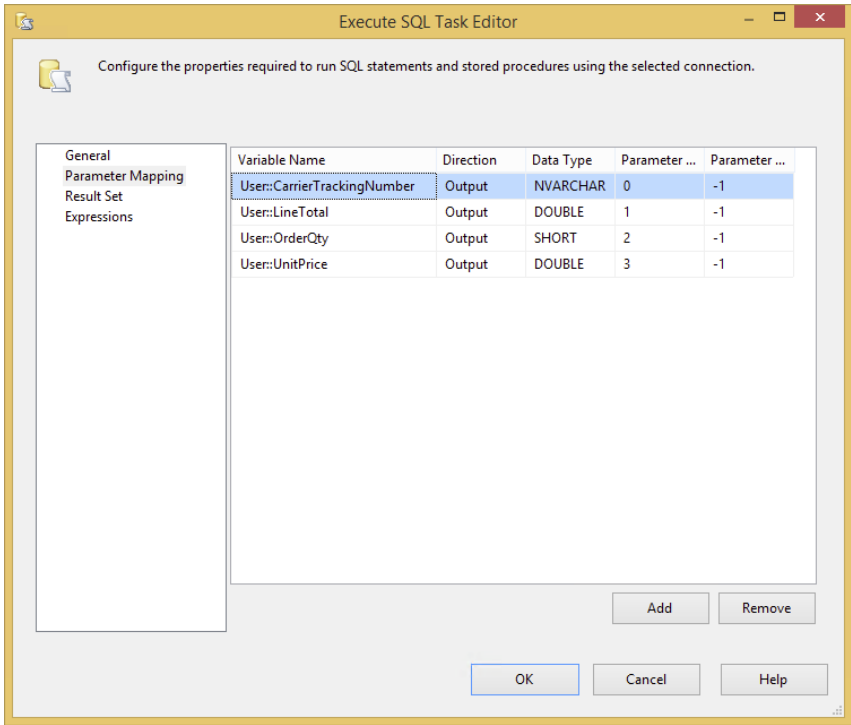 Execute SQL Task Editor
Configure the properties required to run SQL statements and stored procedures using the selected connection.
General
Parameter Mapping
Result Set
Expressions
Variable Name Direction Data Type Parameter ... Parameter ...
User::CarrierTrackingNumber Output NVARCHAR 0 -1
User::LineTotal Output DOUBLE 1 -1
User::OrderQty Output SHORT 2 -1
User::UnitPrice Output DOUBLE 3 -1
Add Remove
OK Cancel Help